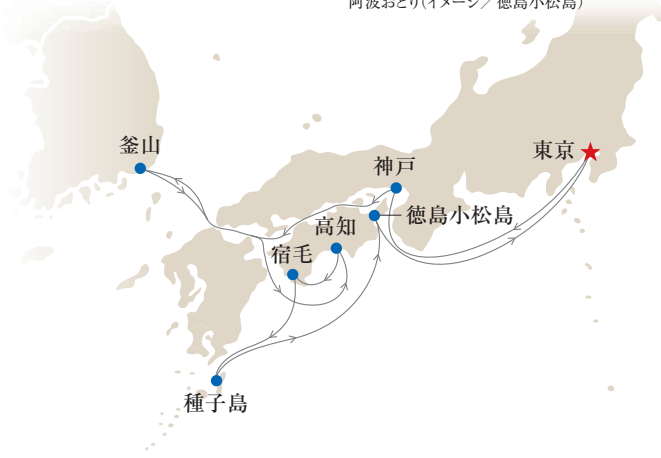 阿波おどり(イメージ／徳島小松島)
釜山
神戸
東京
徳島小松島
高知
宿毛
種子島